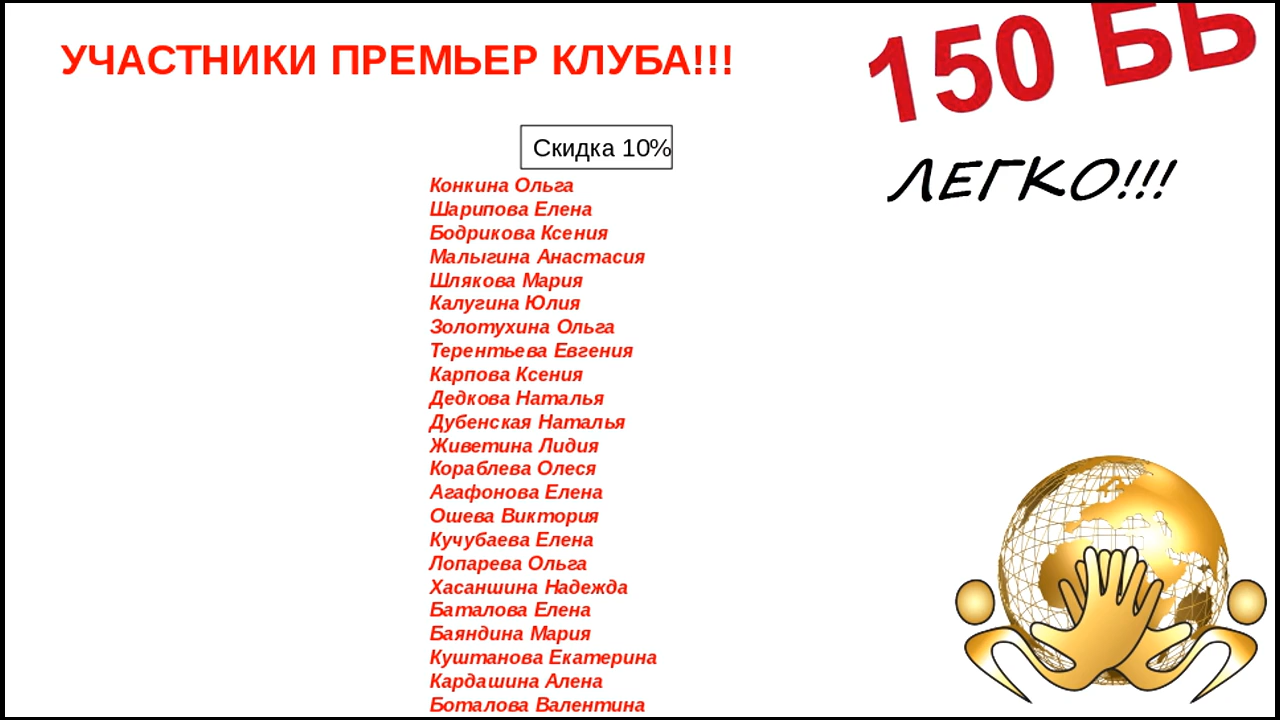 УЧАСТНИКИ ПРЕМЬЕР КЛУБА!!!
150 ББ
ЛЕГКО!!!
Скидка 10%
Конкина Ольга
Шарипова Елена
Бодрикова Ксения
Малыгина Анастасия
Шлякова Мария
Калугина Юлия
Золотухина Ольга
Терентьева Евгения
Карпова Ксения
Дедкова Наталья
Дубенская Наталья
Живетина Лидия
Кораблева Олеся
Агафонова Елена
Ошева Виктория
Кучубаева Елена
Лопарева Ольга
Хасаншина Надежда
Баталова Елена
Баяндина Мария
Куштанова Екатерина
Кардашина Алена
Боталова Валентина